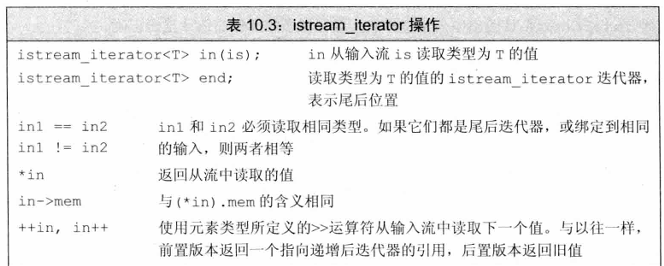 表 10.3：istream_iterator 操作
istream_iterator<T> in(is); in 从输入流 is 读取类型为 T 的值
istream_iterator<T> end; 读取类型为 T 的值的 istream_iterator 迭代器，
表示尾后位置
in1 == in2 in1 和 in2 必须读取相同类型。如果它们都是尾后迭代器，或绑定到相同
in1 != in2 的输入，则两者相等
*in 返回从流中读取的值
in->mem 与(*in).mem 的含义相同
++in, in++ 使用元素类型所定义的>>运算符从输入流中读取下一个值。与以往一样，
前置版本返回一个指向递增后迭代器的引用，后置版本返回旧值